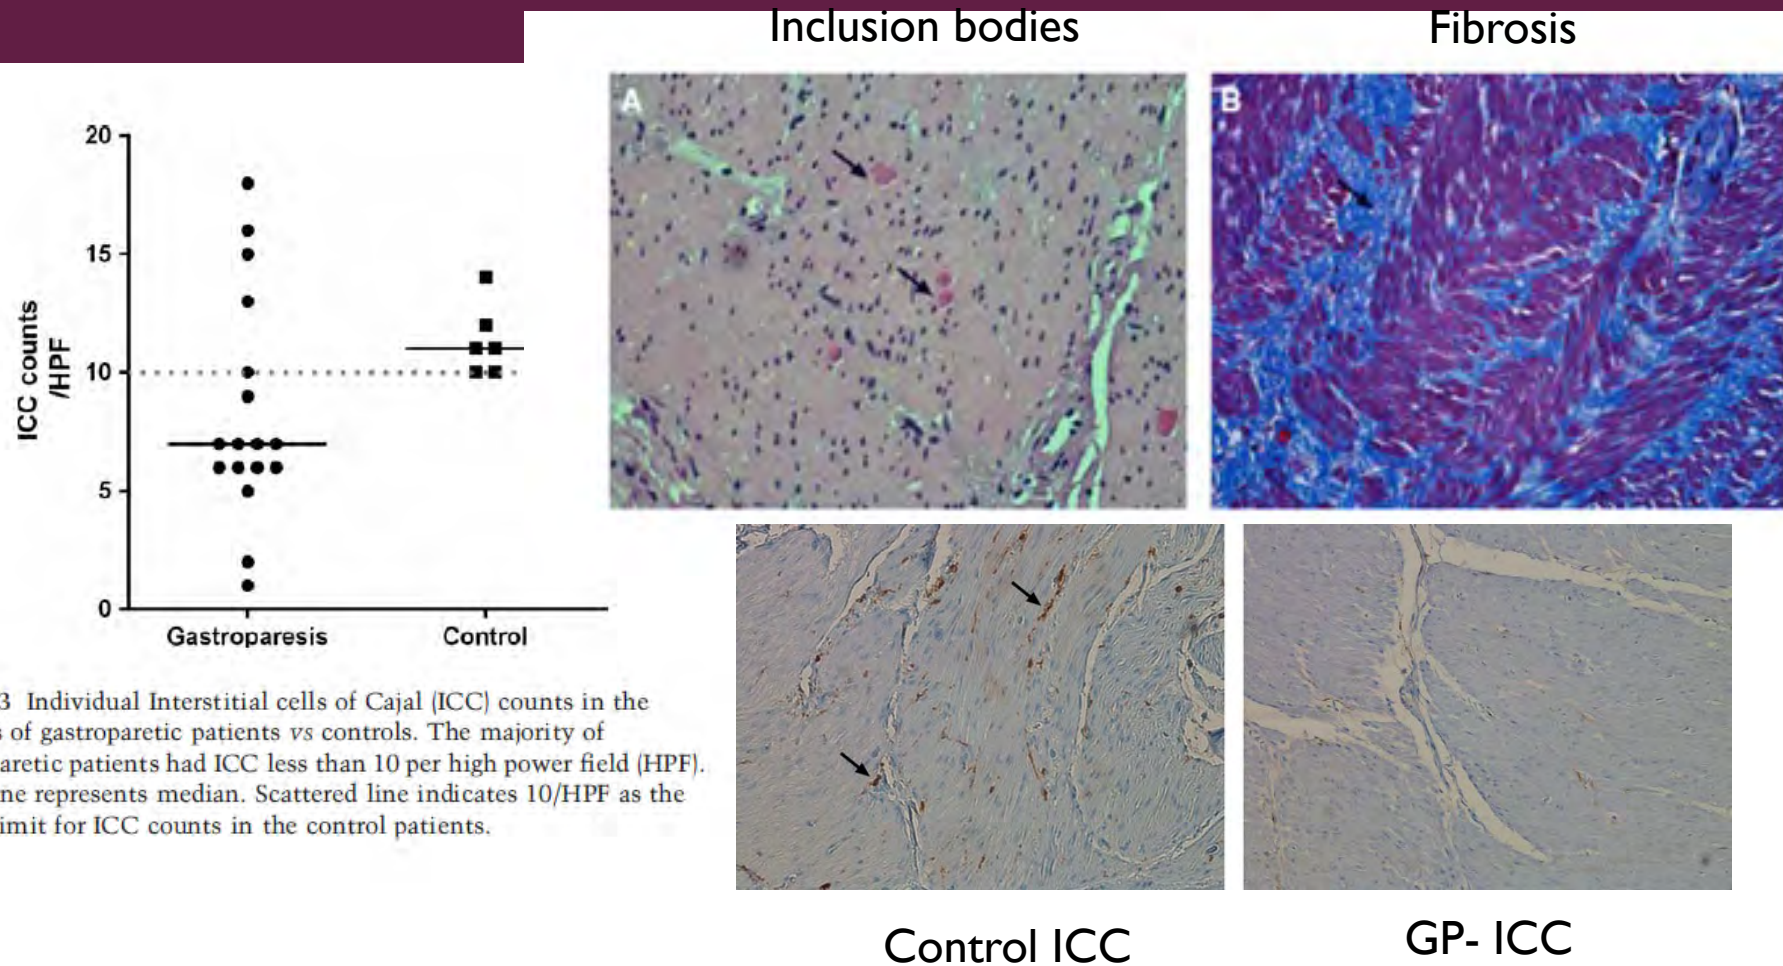 Inclusion bodies
Fibrosis
A
B
ICC counts
/HPF
20
15
10
5
0
Gastroparesis
Control
3 Individual Interstitial cells of Cajal (ICC) counts in the
of gastroparetic patients vs controls. The majority of
aretic patients had ICC less than 10 per high power field (HPF).
ne represents median. Scattered line indicates 10/HPF as the
imit for ICC counts in the control patients.
Control ICC
GP- ICC